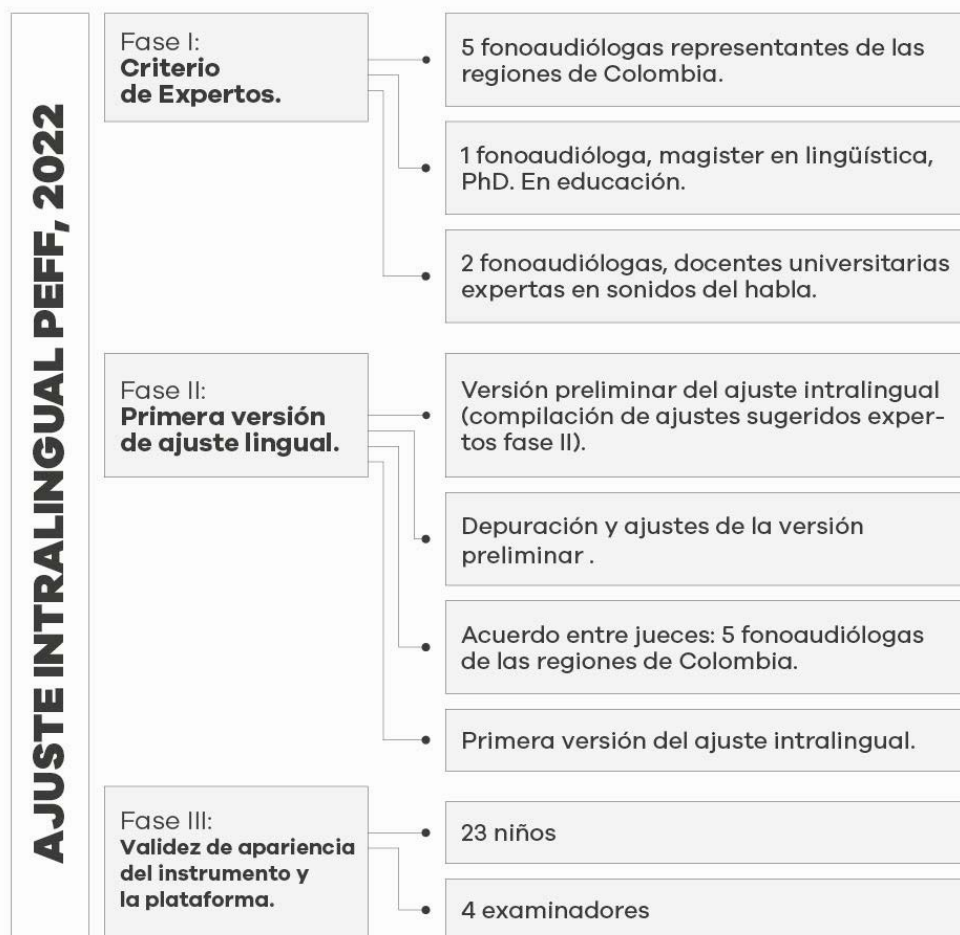 AJUSTE INTRALINGUAL PEFF, 2022
Fase I:
Criterio
de Expertos.
5 fonoaudiólogas representantes de las
regiones de Colombia.
1 fonoaudióloga, magister en lingüística,
PhD. En educación.
2 fonoaudiólogas, docentes universitarias
expertas en sonidos del habla.
Fase II:
Primera versión
de ajuste lingual.
Versión preliminar del ajuste intralingual
(compilación de ajustes sugeridos exper-
tos fase II).
Depuración y ajustes de la versión
preliminar .
Acuerdo entre jueces: 5 fonoaudiólogas
de las regiones de Colombia.
Primera versión del ajuste intralingual.
Fase III:
Validez de apariencia
del instrumento y
la plataforma.
23 niños
4 examinadores